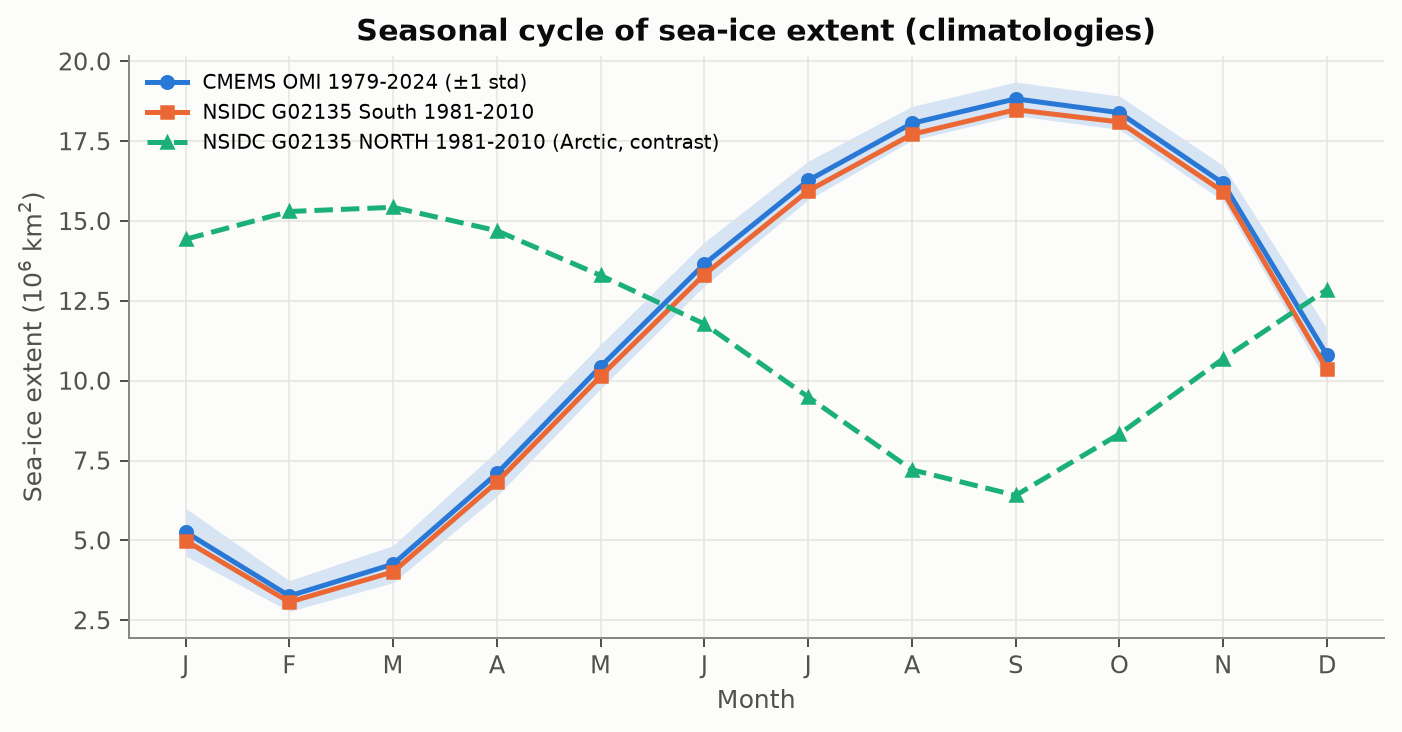 Seasonal cycle of sea-ice extent (climatologies)
CMEMS OMI 1979-2024 (±1 std)
NSIDC G02135 South 1981-2010
NSIDC G02135 NORTH 1981-2010 (Arctic, contrast)
Sea-ice extent (10⁶ km²)
20.0
17.5
15.0
12.5
10.0
7.5
5.0
2.5
J F M A M J J A S O N D
Month